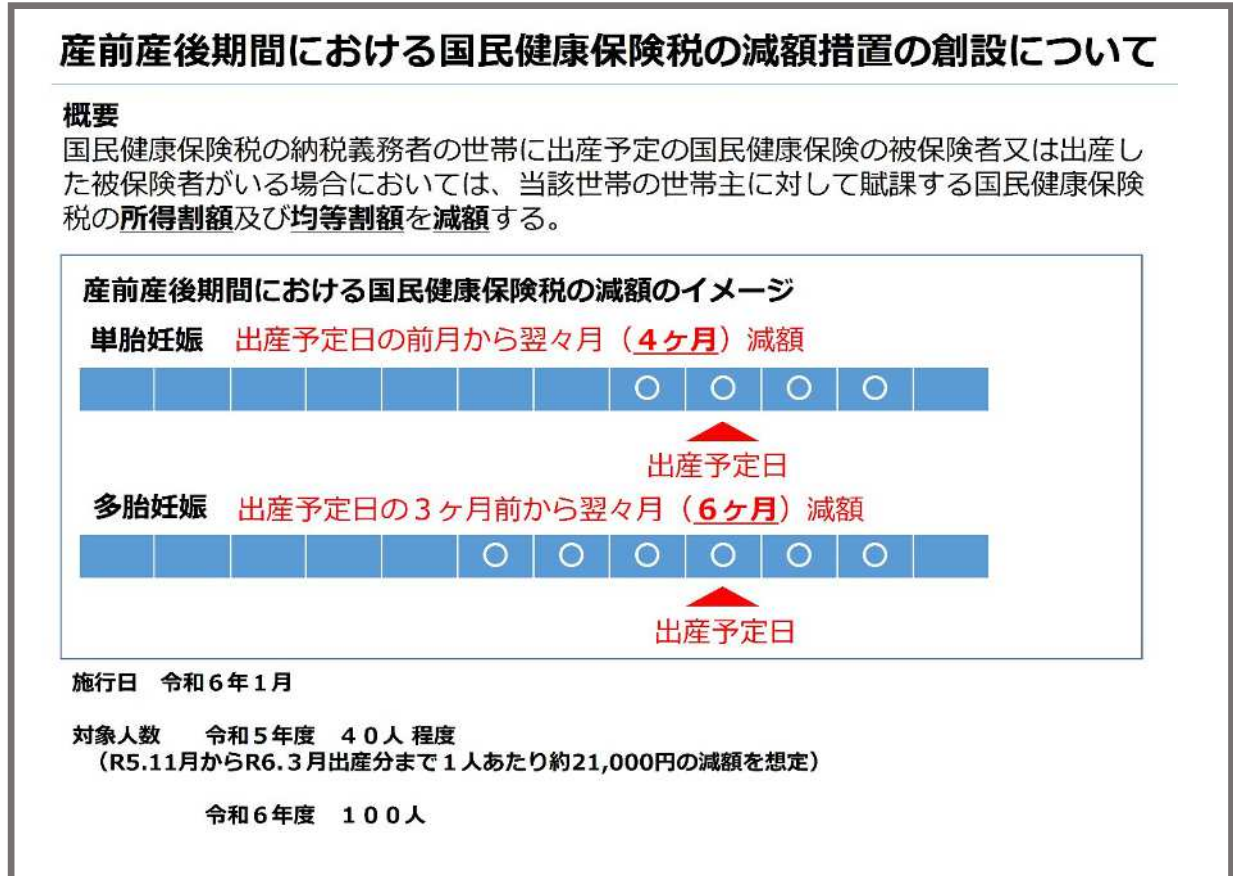 産前産後期間における国民健康保険税の減額措置の創設について
概要
国民健康保険税の納税義務者の世帯に出産予定の国民健康保険の被保険者又は出産し
た被保険者がいる場合においては、当該世帯の世帯主に対して賦課する国民健康保険
税の所得割額及び均等割額を減額する。
産前産後期間における国民健康保険税の減額のイメージ
単胎妊娠 出産予定日の前月から翌々月（４ヶ月）減額
○ ○ ○ ○
出産予定日
多胎妊娠 出産予定日の３ヶ月前から翌々月（６ヶ月）減額
○ ○ ○ ○ ○ ○
出産予定日
施行日　令和６年１月
対象人数　　令和５年度　４０人 程度
（R5.11月からR6.３月出産分まで１人あたり約21,000円の減額を想定）
令和６年度　１００人